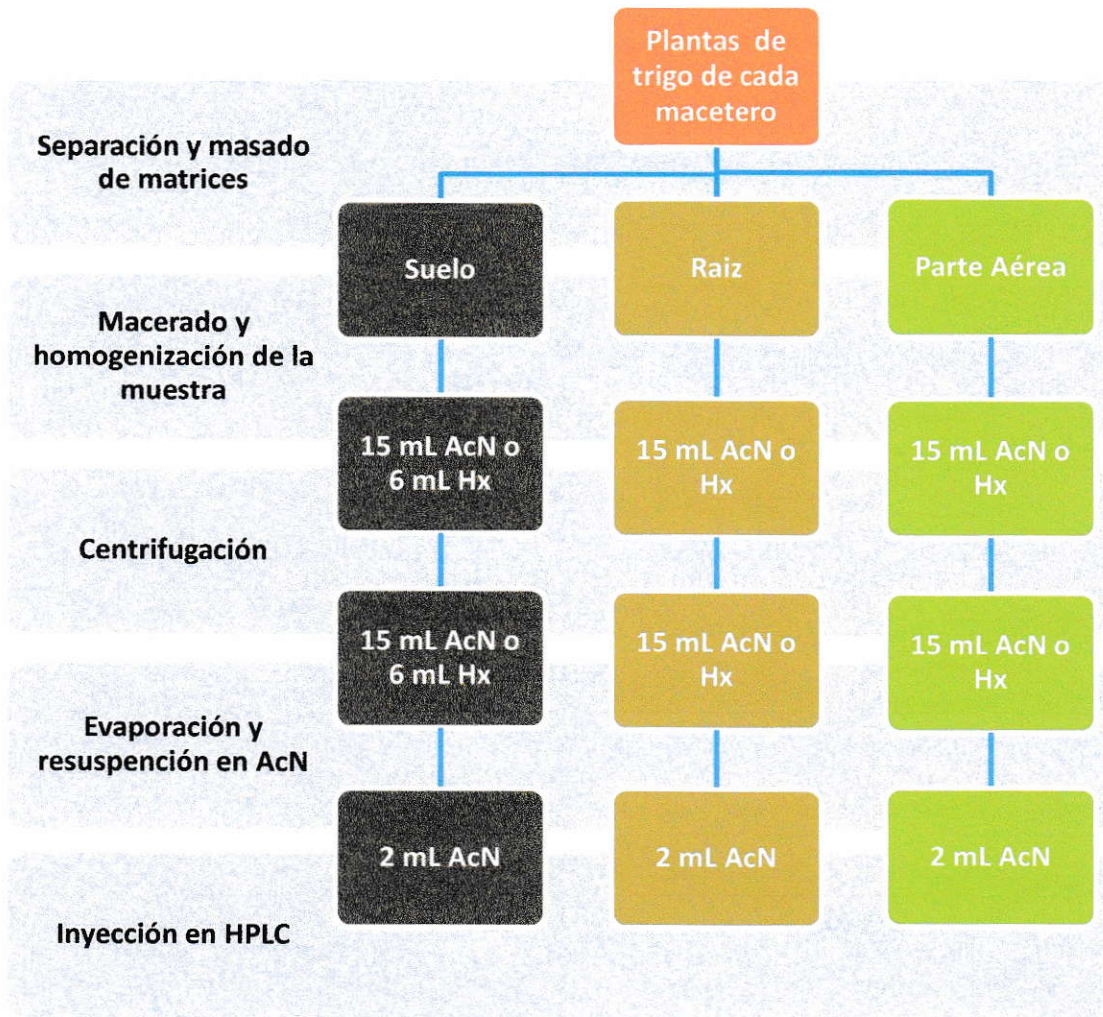 Plantas de
trigo de cada
macetero
Separación y masado
de matrices
Suelo
Raiz
Parte Aérea
Macerado y
homogenización de la
muestra
15 mL AcN o
6 mL Hx
15 mL AcN o
Hx
15 mL AcN o
Hx
Centrifugación
15 mL AcN o
6 mL Hx
15 mL AcN o
Hx
15 mL AcN o
Hx
Evaporación y
resuspención en AcN
2 mL AcN
2 mL AcN
2 mL AcN
Inyección en HPLC